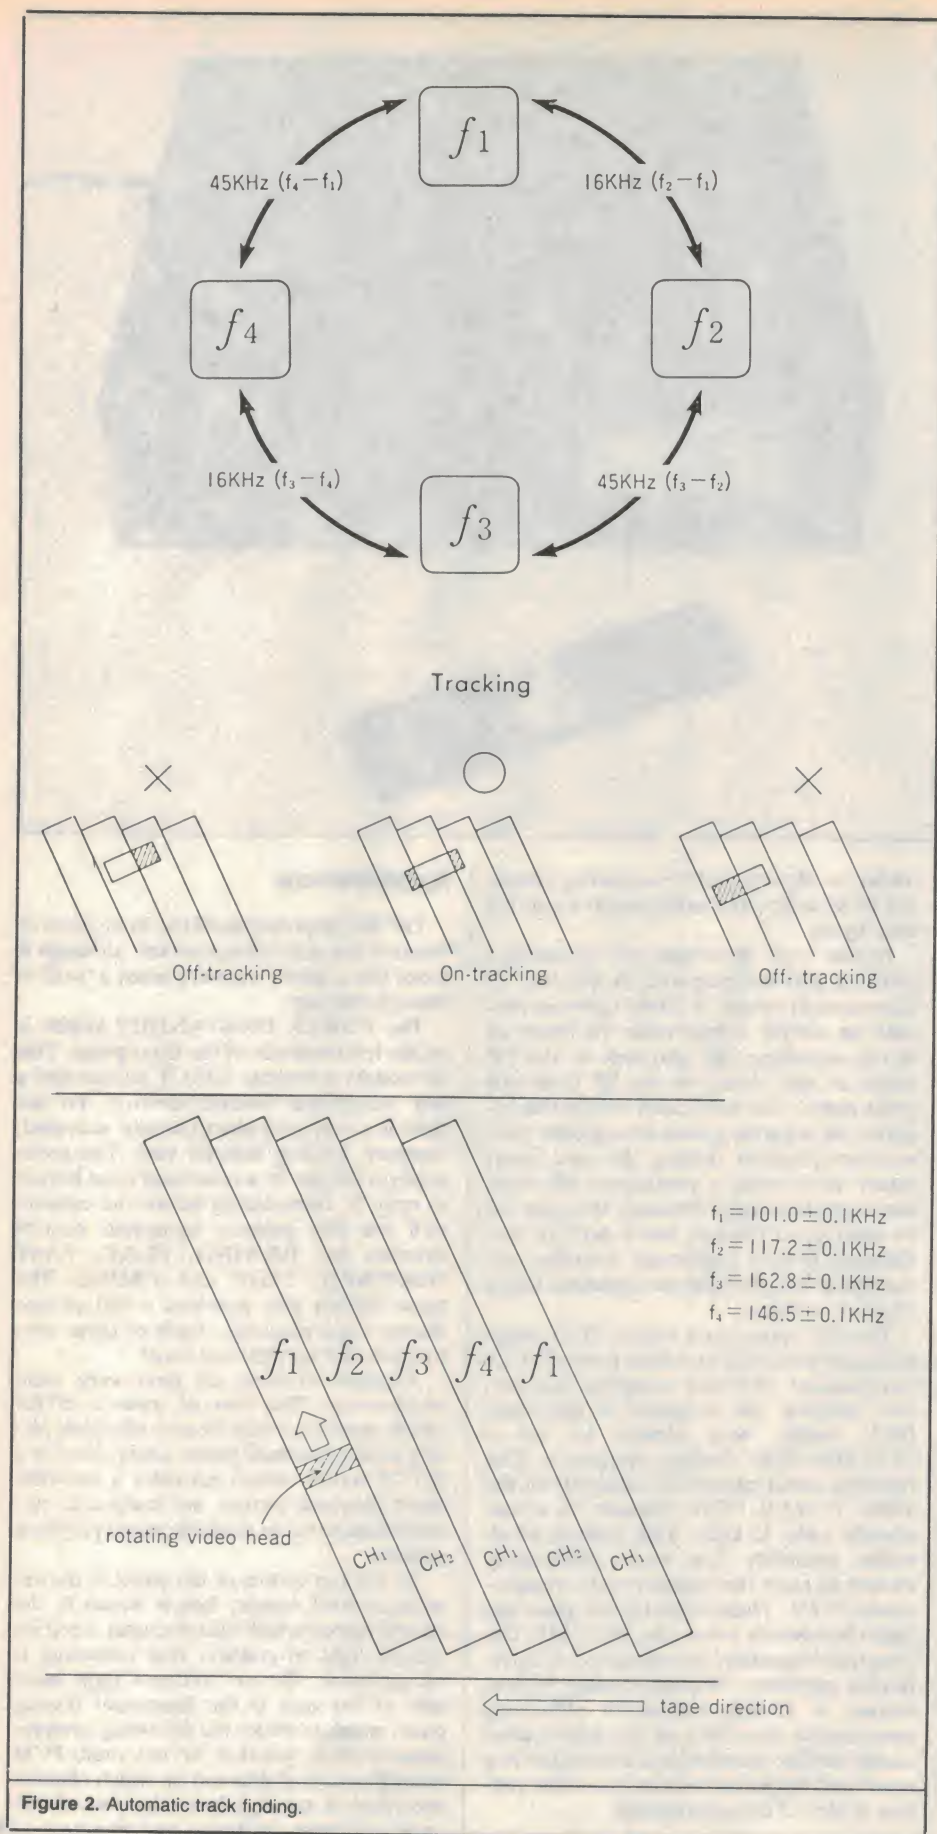 f1
45KHz (f₄−f₁)
16KHz (f₂−f₁)
f4
f2
16KHz (f₃−f₄)
45KHz (f₃−f₂)
f3
Tracking
× ○ ×
Off-tracking
On-tracking
Off- tracking
f₁=101.0±0.1KHz
f₂=117.2±0.1KHz
f₃=162.8±0.1KHz
f₄=146.5±0.1KHz
f1 f2 f3 f4 f1
rotating video head
CH₁ CH₂ CH₁ CH₂ CH₁
tape direction
Figure 2. Automatic track finding.